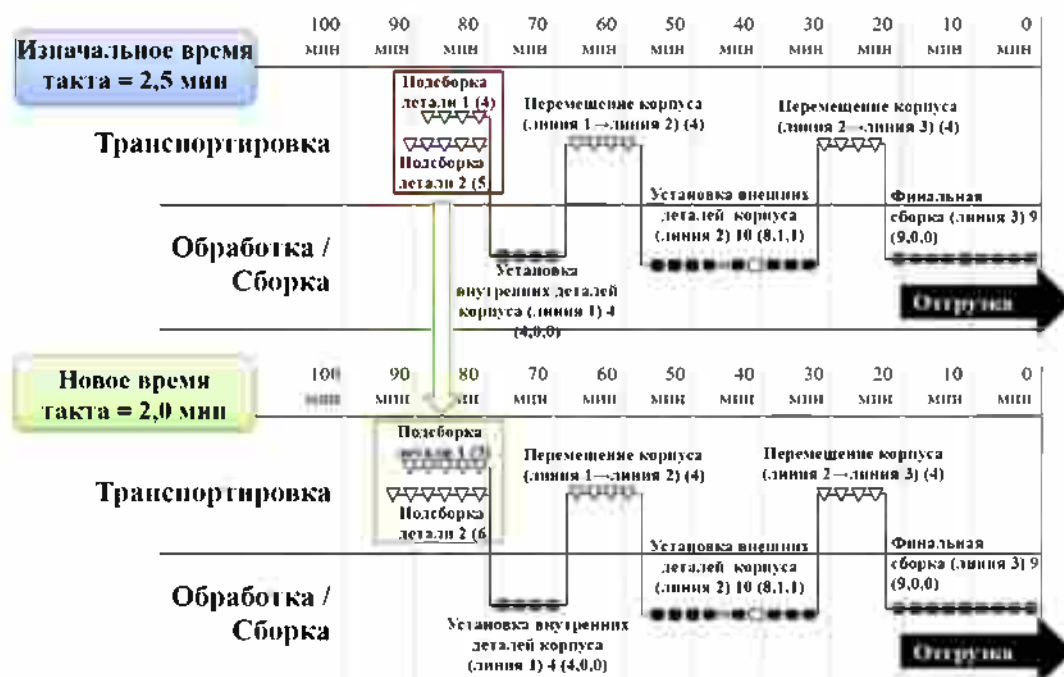 100 90 80 70 60 50 40 30 20 10 0
мин мин мин мин мин мин мин мин мин мин мин
Изначальное время
такта = 2,5 мин
Подсборка
детали 1 (4)
Перемещение корпуса
(линия 1→линия 2) (4)
Перемещение корпуса
(линия 2→линия 3) (4)
Транспортировка
Подсборка
детали 2 (5)
Установка внешних
деталей корпуса
(линия 2) 10 (8,1,1)
Финальная
сборка (линия 3) 9
(9,0,0)
Обработка /
Сборка
Установка
внутренних деталей
корпуса (линия 1) 4
(4,0,0)
Отгрузка
Новое время
такта = 2,0 мин
100 90 80 70 60 50 40 30 20 10 0
мин мин мин мин мин мин мин мин мин мин мин
Подсборка
детали 1
Перемещение корпуса
(линия 1→линия 2) (4)
Перемещение корпуса
(линия 2→линия 3) (4)
Транспортировка
Подсборка
детали 2 (6
Установка внешних
деталей корпуса
(линия 2) 10 (8,1,1)
Финальная
сборка (линия 3) 9
(9,0,0)
Обработка /
Сборка
Установка внутренних
деталей корпуса
(линия 1) 4 (4,0,0)
Отгрузка